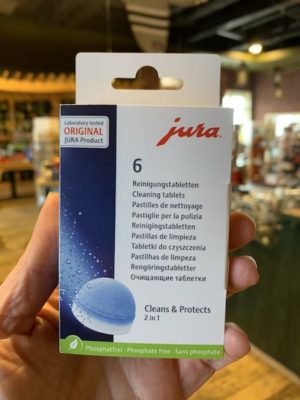 Laboratory tested
ORIGINAL
JURA Product
jura
6
Reinigungstabletten
Cleaning tablets
Pastilles de nettoyage
Pastiglie per la pulizia
Reinigingstabletten
Pastillas de limpieza
Tabletki do czyszczenia
Pastilhas de limpeza
Rengöringstabletter
Очищающие таблетки
Cleans & Protects
2 in 1
Phosphatfrei - Phosphate free - Sans phosphate